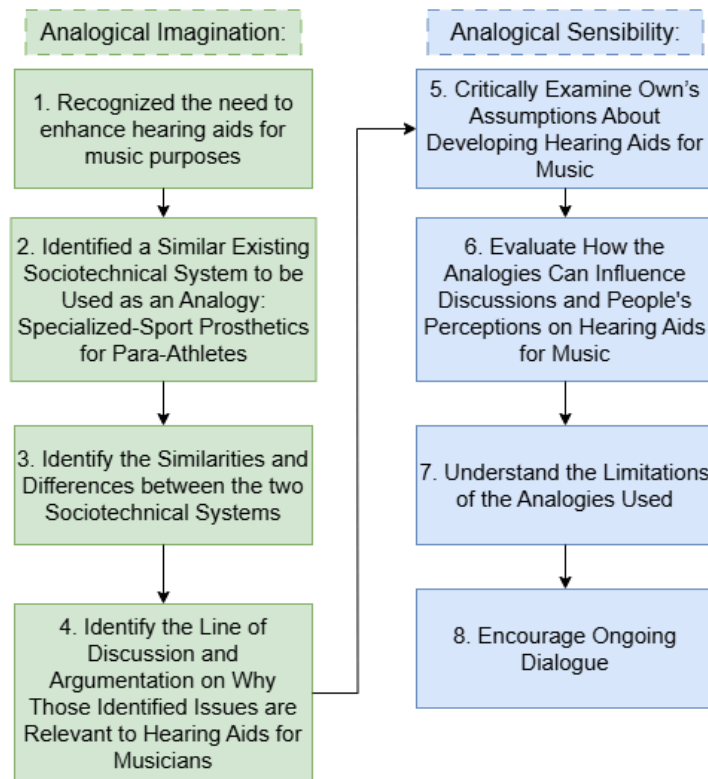 Analogical Imagination:
1. Recognized the need to
enhance hearing aids for
music purposes
2. Identified a Similar Existing
Sociotechnical System to be
Used as an Analogy:
Specialized-Sport Prosthetics
for Para-Athletes
3. Identify the Similarities and
Differences between the two
Sociotechnical Systems
4. Identify the Line of
Discussion and
Argumentation on Why
Those Identified Issues are
Relevant to Hearing Aids for
Musicians
Analogical Sensibility:
5. Critically Examine Own's
Assumptions About
Developing Hearing Aids for
Music
6. Evaluate How the
Analogies Can Influence
Discussions and People's
Perceptions on Hearing Aids
for Music
7. Understand the Limitations
of the Analogies Used
8. Encourage Ongoing
Dialogue